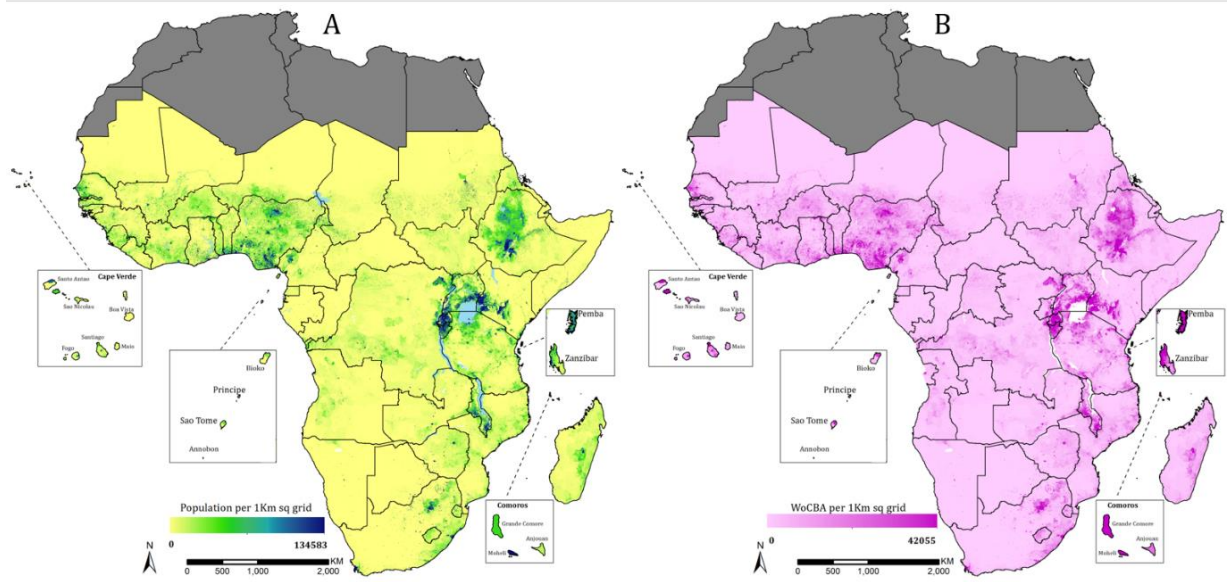 A
Cape Verde
Santo Antao
Sao Nicolau
Boa Vista
Santiago
Fogo
Maio
Bioko
Principe
Sao Tome
Annobon
Pemba
Zanzibar
Population per 1Km sq grid
0 134583
N
KM
0 500 1,000 2,000
Comoros
Grande Comore
Anjouan
Moheli
B
Cape Verde
Santo Antao
Sao Nicolau
Boa Vista
Santiago
Fogo
Maio
Bioko
Principe
Sao Tome
Annobon
Pemba
Zanzibar
WoCBA per 1Km sq grid
0 42055
N
KM
0 500 1,000 2,000
Comoros
Grande Comore
Anjouan
Moheli